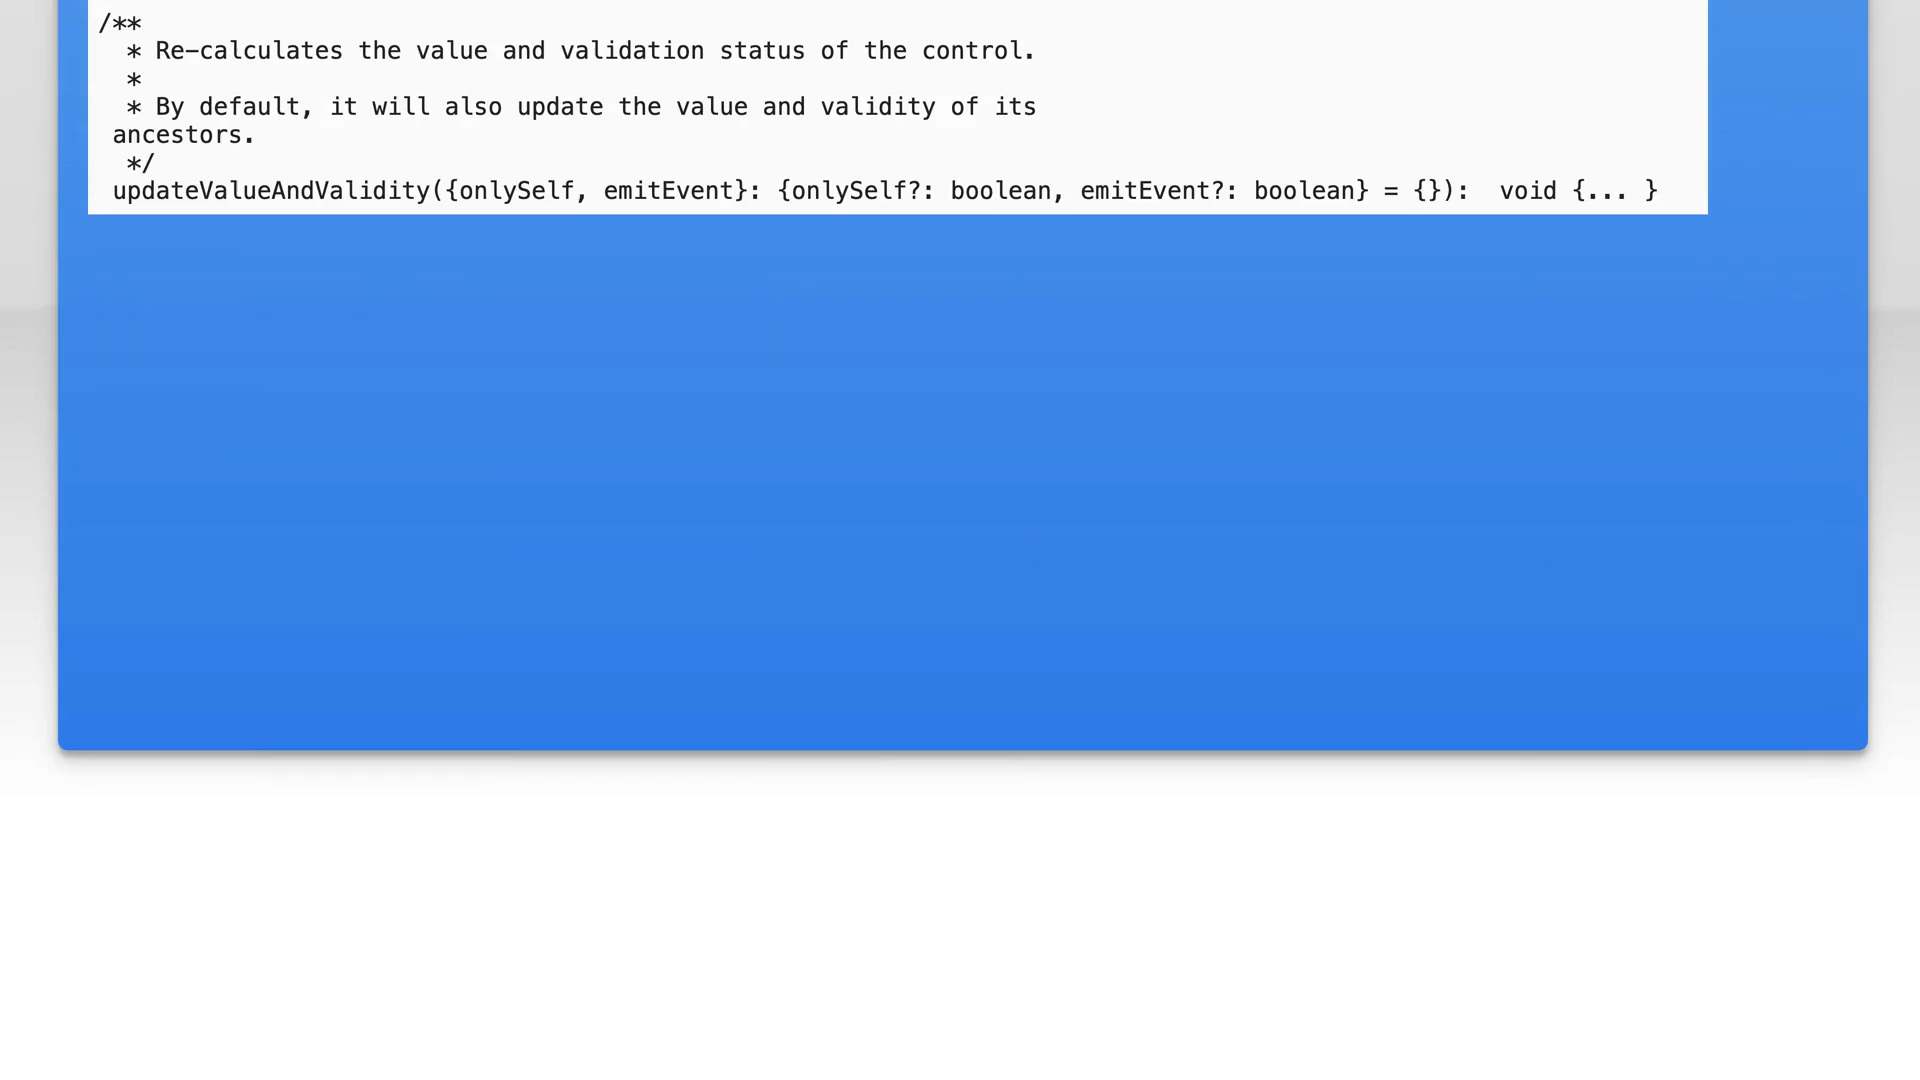 /**
* Re-calculates the value and validation status of the control.
*
* By default, it will also update the value and validity of its
ancestors.
*/
updateValueAndValidity({onlySelf, emitEvent}: {onlySelf?: boolean, emitEvent?: boolean} = {}):  void {... }